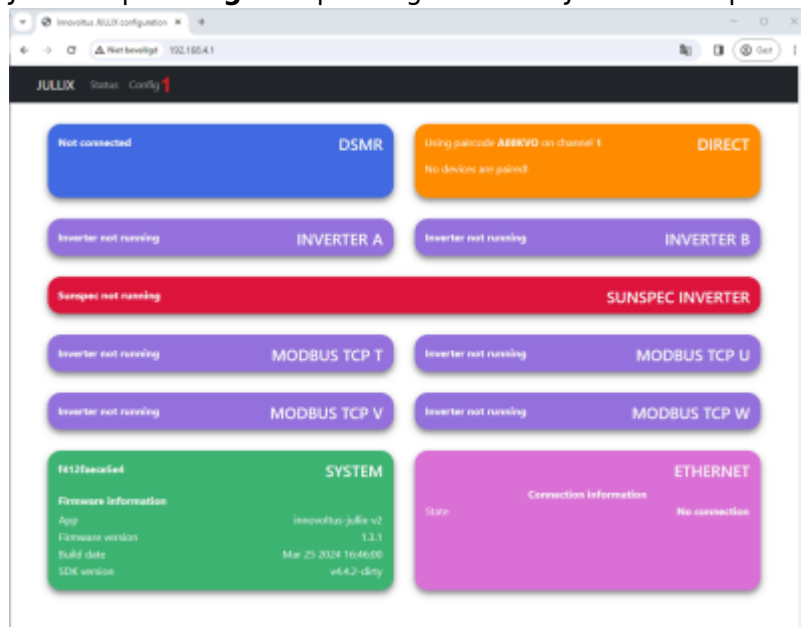 Innovoltus JULLIX configuration
Niet beveiligd 192.168.4.1
JULLIX Status Config 1
Not connected DSMR
Using paircode on channel 1 DIRECT
No devices are paired!
Inverter not running INVERTER A
Inverter not running INVERTER B
Sunspec not running SUNSPEC INVERTER
Inverter not running MODBUS TCP T
Inverter not running MODBUS TCP U
Inverter not running MODBUS TCP V
Inverter not running MODBUS TCP W
f412faece5e4 SYSTEM
Firmware information
App innovoltus-jullix-v2
Firmware version 1.3.1
Build date Mar 25 2024 16:46:00
SDK version v4.4.2-dirty
ETHERNET
Connection information
State No connection